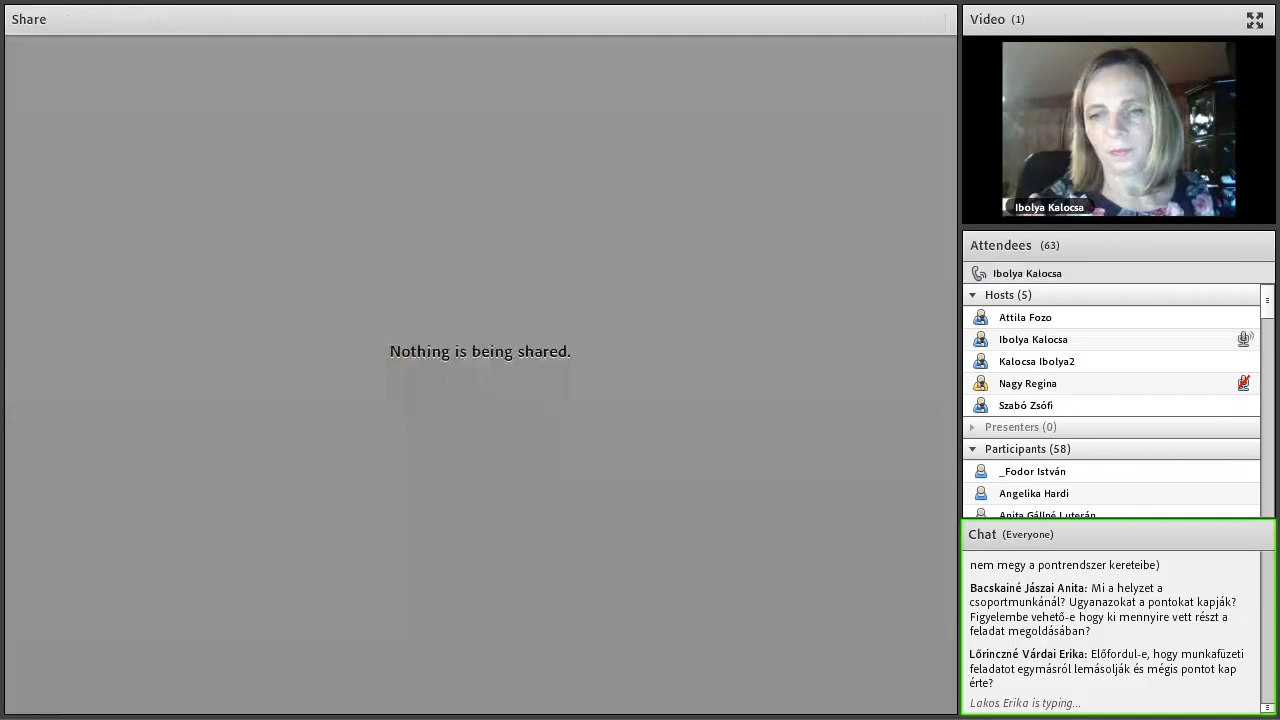 Share
Nothing is being shared.
Video (1)
Ibolya Kalocsa
Attendees (63)
Ibolya Kalocsa
Hosts (5)
Attila Fozo
Ibolya Kalocsa
Kalocsa Ibolya2
Nagy Regina
Szabó Zsófi
Presenters (0)
Participants (58)
_Fodor István
Angelika Hardi
Anita Gállné Luterán
Chat (Everyone)
nem megy a pontrendszer kereteibe)
Bacskainé Jászai Anita: Mi a helyzet a
csoportmunkánál? Ugyanazokat a pontokat kapják?
Figyelembe vehető-e hogy ki mennyire vett részt a
feladat megoldásában?
Lőrinczné Várdai Erika: Előfordul-e, hogy munkafüzeti
feladatot egymásról lemásolják és mégis pontot kap
érte?
Lakos Erika is typing...